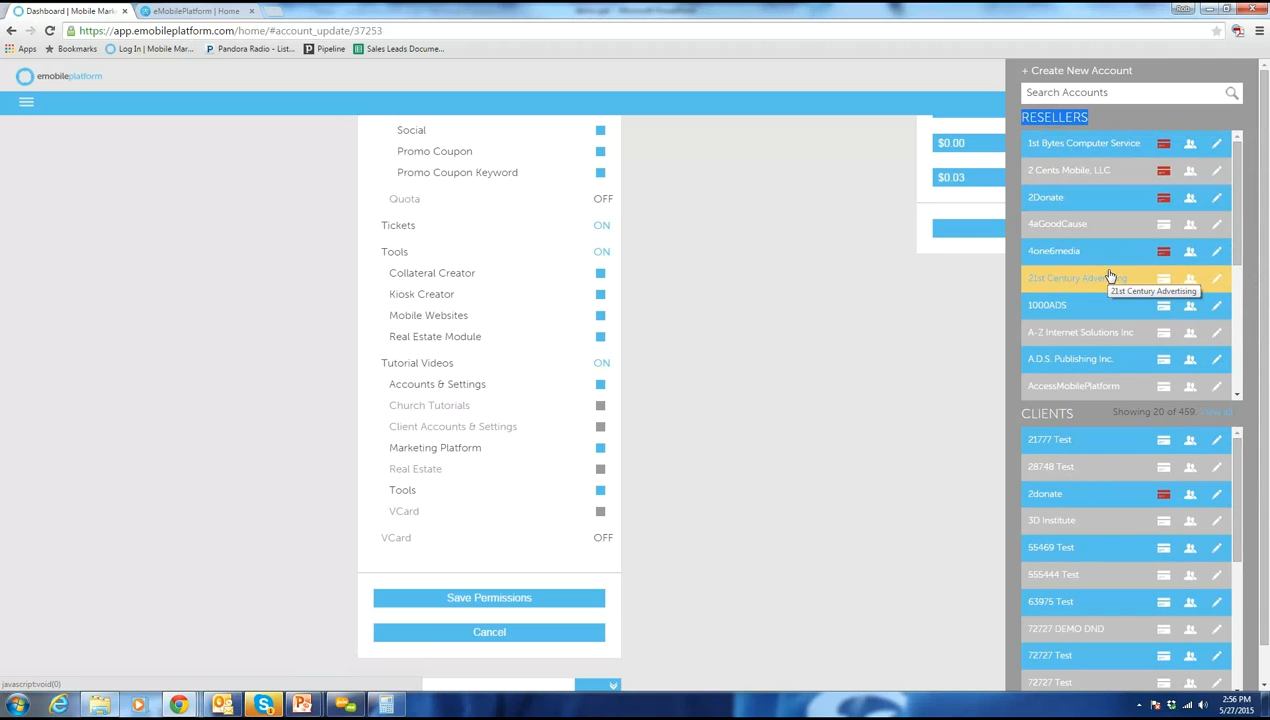 Dashboard | Mobile Mark
eMobilePlatform | Home
Rob
https://app.emobileplatform.com/home/#account_update/37253
Apps
Bookmarks
Log In | Mobile Mar...
Pandora Radio - List...
Pipeline
Sales Leads Docume...
emobileplatform
+ Create New Account
Search Accounts
RESELLERS
1st Bytes Computer Service
2 Cents Mobile, LLC
2Donate
4aGoodCause
4one6media
21st Century Advertising
21st Century Advertising
1000ADS
A-Z Internet Solutions Inc
A.D.S. Publishing Inc.
AccessMobilePlatform
CLIENTS
Showing 20 of 459
View all
21777 Test
28748 Test
2donate
3D Institute
55469 Test
555444 Test
63975 Test
72727 DEMO DND
72727 Test
72727 Test
Social
Promo Coupon
Promo Coupon Keyword
Quota OFF
Tickets ON
Tools ON
Collateral Creator
Kiosk Creator
Mobile Websites
Real Estate Module
Tutorial Videos ON
Accounts & Settings
Church Tutorials
Client Accounts & Settings
Marketing Platform
Real Estate
Tools
VCard
VCard OFF
Save Permissions
Cancel
$0.00
$0.03
javascript:void(0)
2:56 PM
5/27/2015